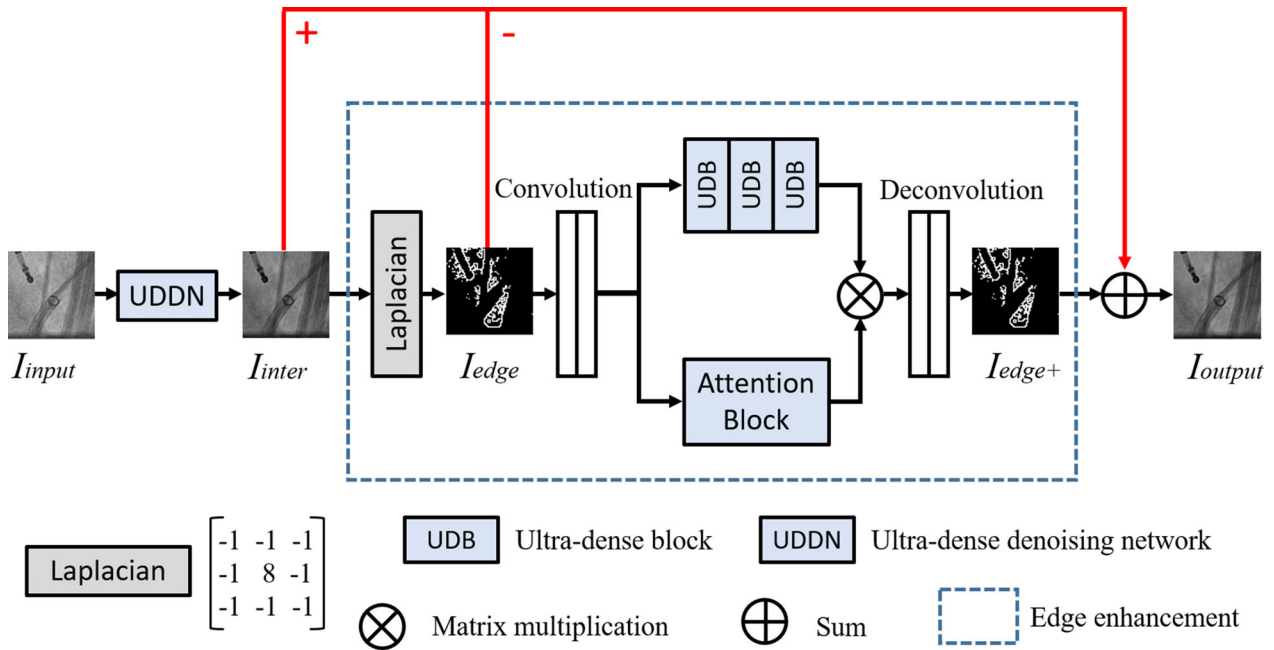 +
-
Convolution
UDB
UDB
UDB
Deconvolution
UDDN
Laplacian
Attention
Block
Iinput
Iinter
Iedge
Iedge+
Ioutput
Laplacian
-1 -1 -1
-1 8 -1
-1 -1 -1
UDB Ultra-dense block
UDDN Ultra-dense denoising network
Matrix multiplication
Sum
Edge enhancement